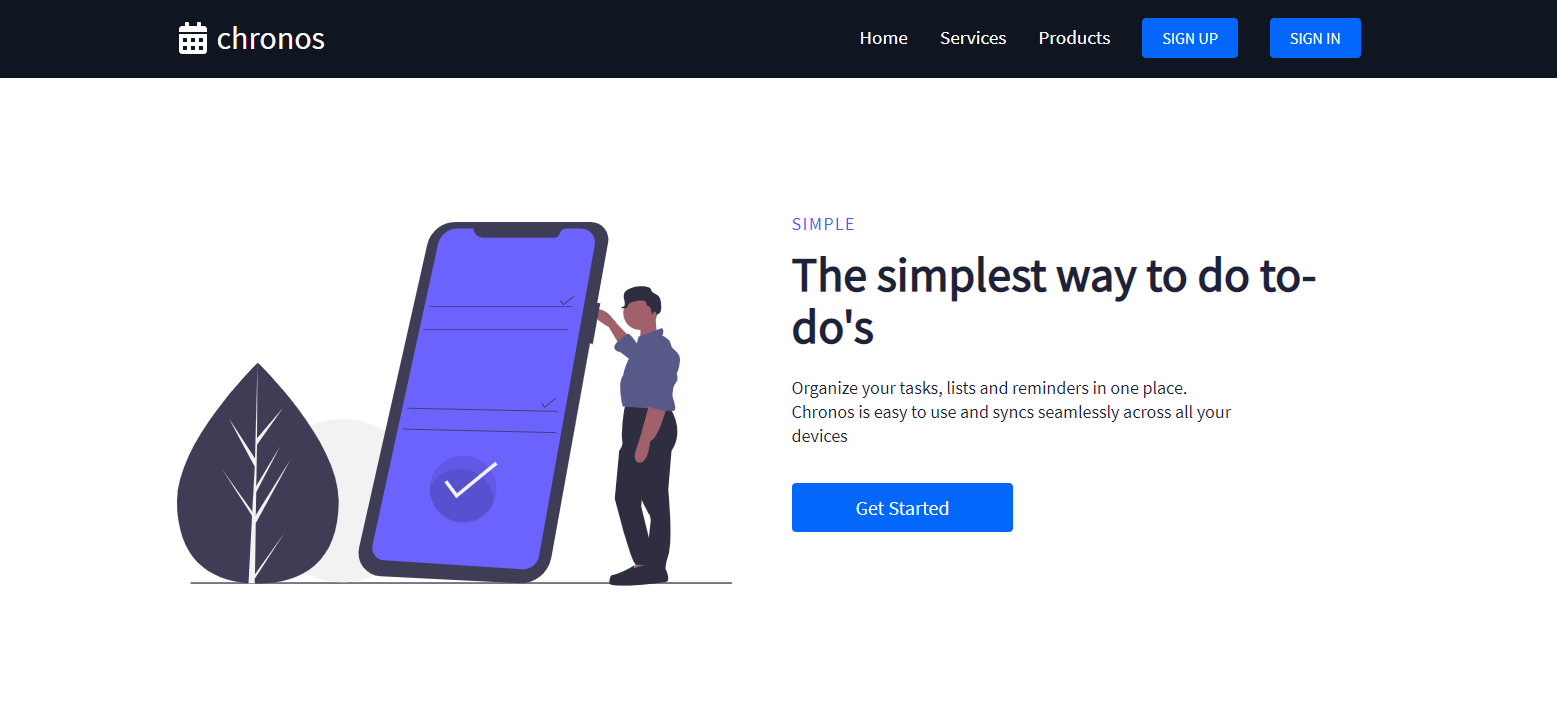 chronos
Home
Services
Products
SIGN UP
SIGN IN
SIMPLE
The simplest way to do to-
do's
Organize your tasks, lists and reminders in one place.
Chronos is easy to use and syncs seamlessly across all your
devices
Get Started